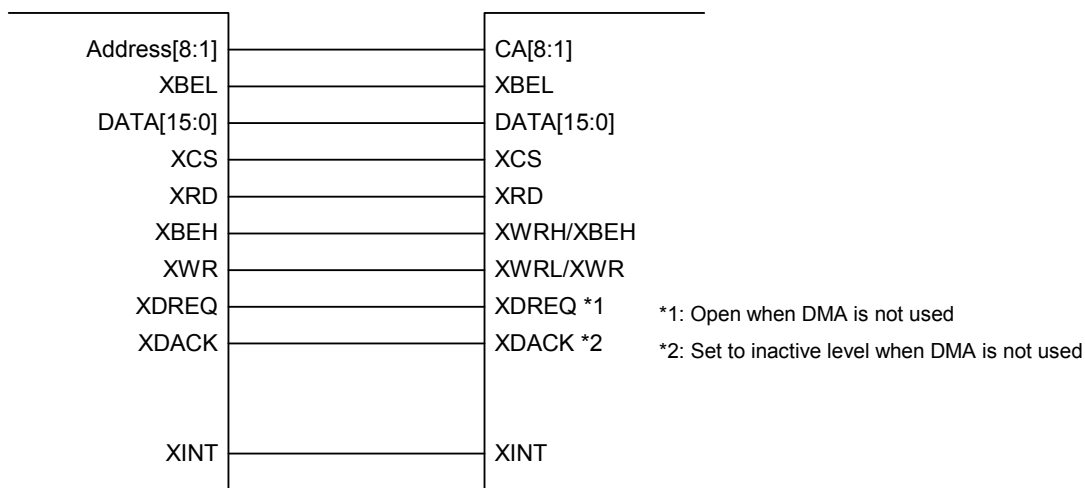 Address[8:1] CA[8:1]
XBEL XBEL
DATA[15:0] DATA[15:0]
XCS XCS
XRD XRD
XBEH XWRH/XBEH
XWR XWRL/XWR
XDREQ XDREQ *1 *1: Open when DMA is not used
XDACK XDACK *2 *2: Set to inactive level when DMA is not used
XINT XINT